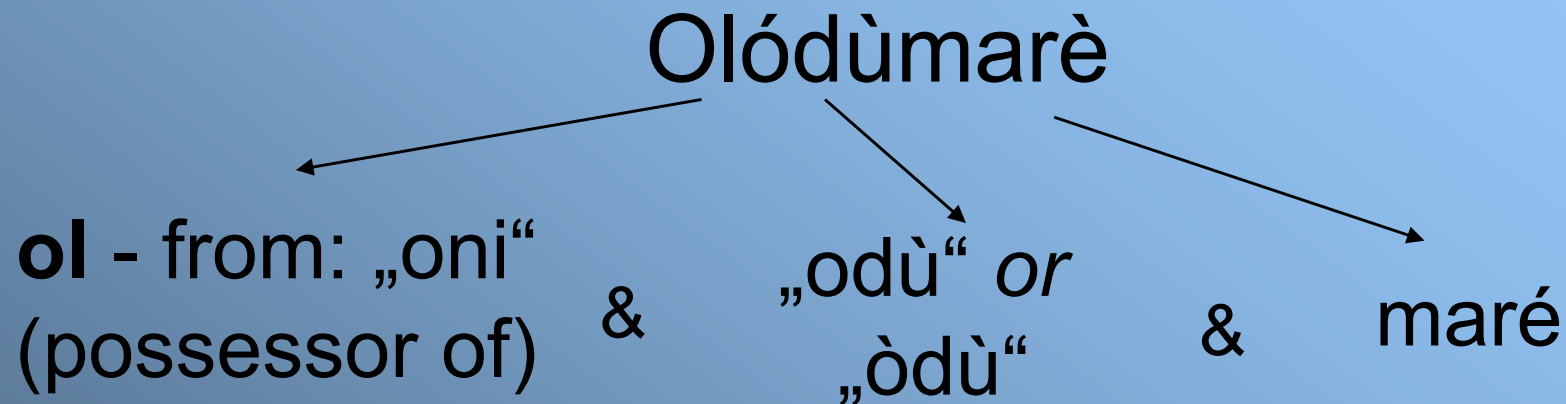 Olódùmarè
ol - from: „oni“
(possessor of)
&
„odù“ or
„òdù“
&
maré